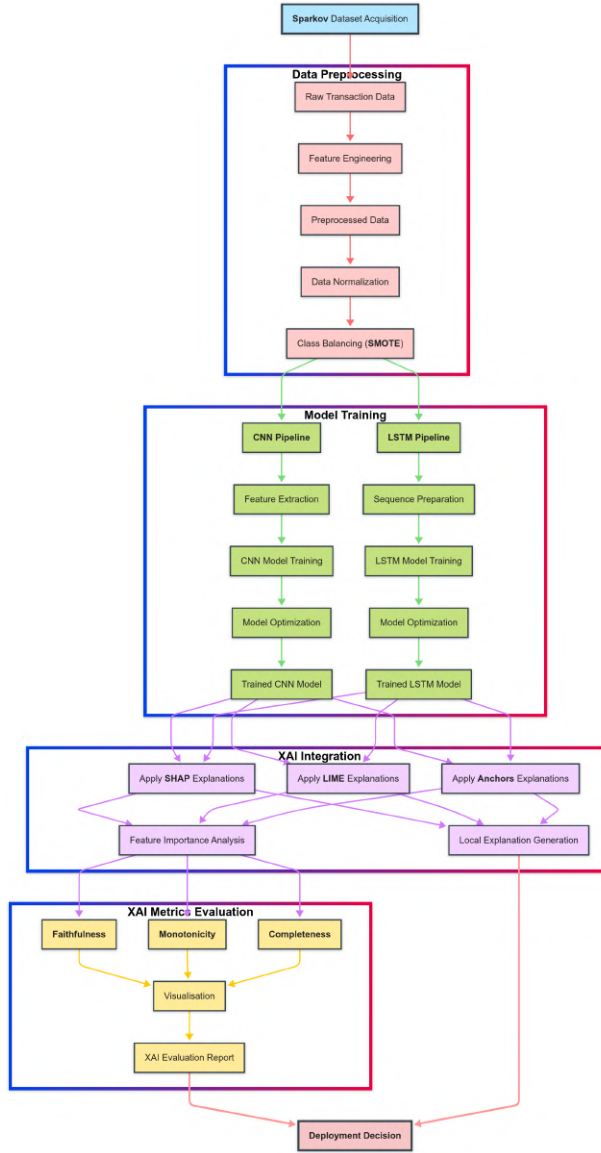 Sparkov Dataset Acquisition
Data Preprocessing
Raw Transaction Data
Feature Engineering
Preprocessed Data
Data Normalization
Class Balancing (SMOTE)
Model Training
CNN Pipeline
LSTM Pipeline
Feature Extraction
Sequence Preparation
CNN Model Training
LSTM Model Training
Model Optimization
Model Optimization
Trained CNN Model
Trained LSTM Model
XAI Integration
Apply SHAP Explanations
Apply LIME Explanations
Apply Anchors Explanations
Feature Importance Analysis
Local Explanation Generation
XAI Metrics Evaluation
Faithfulness
Monotonicity
Completeness
Visualisation
XAI Evaluation Report
Deployment Decision